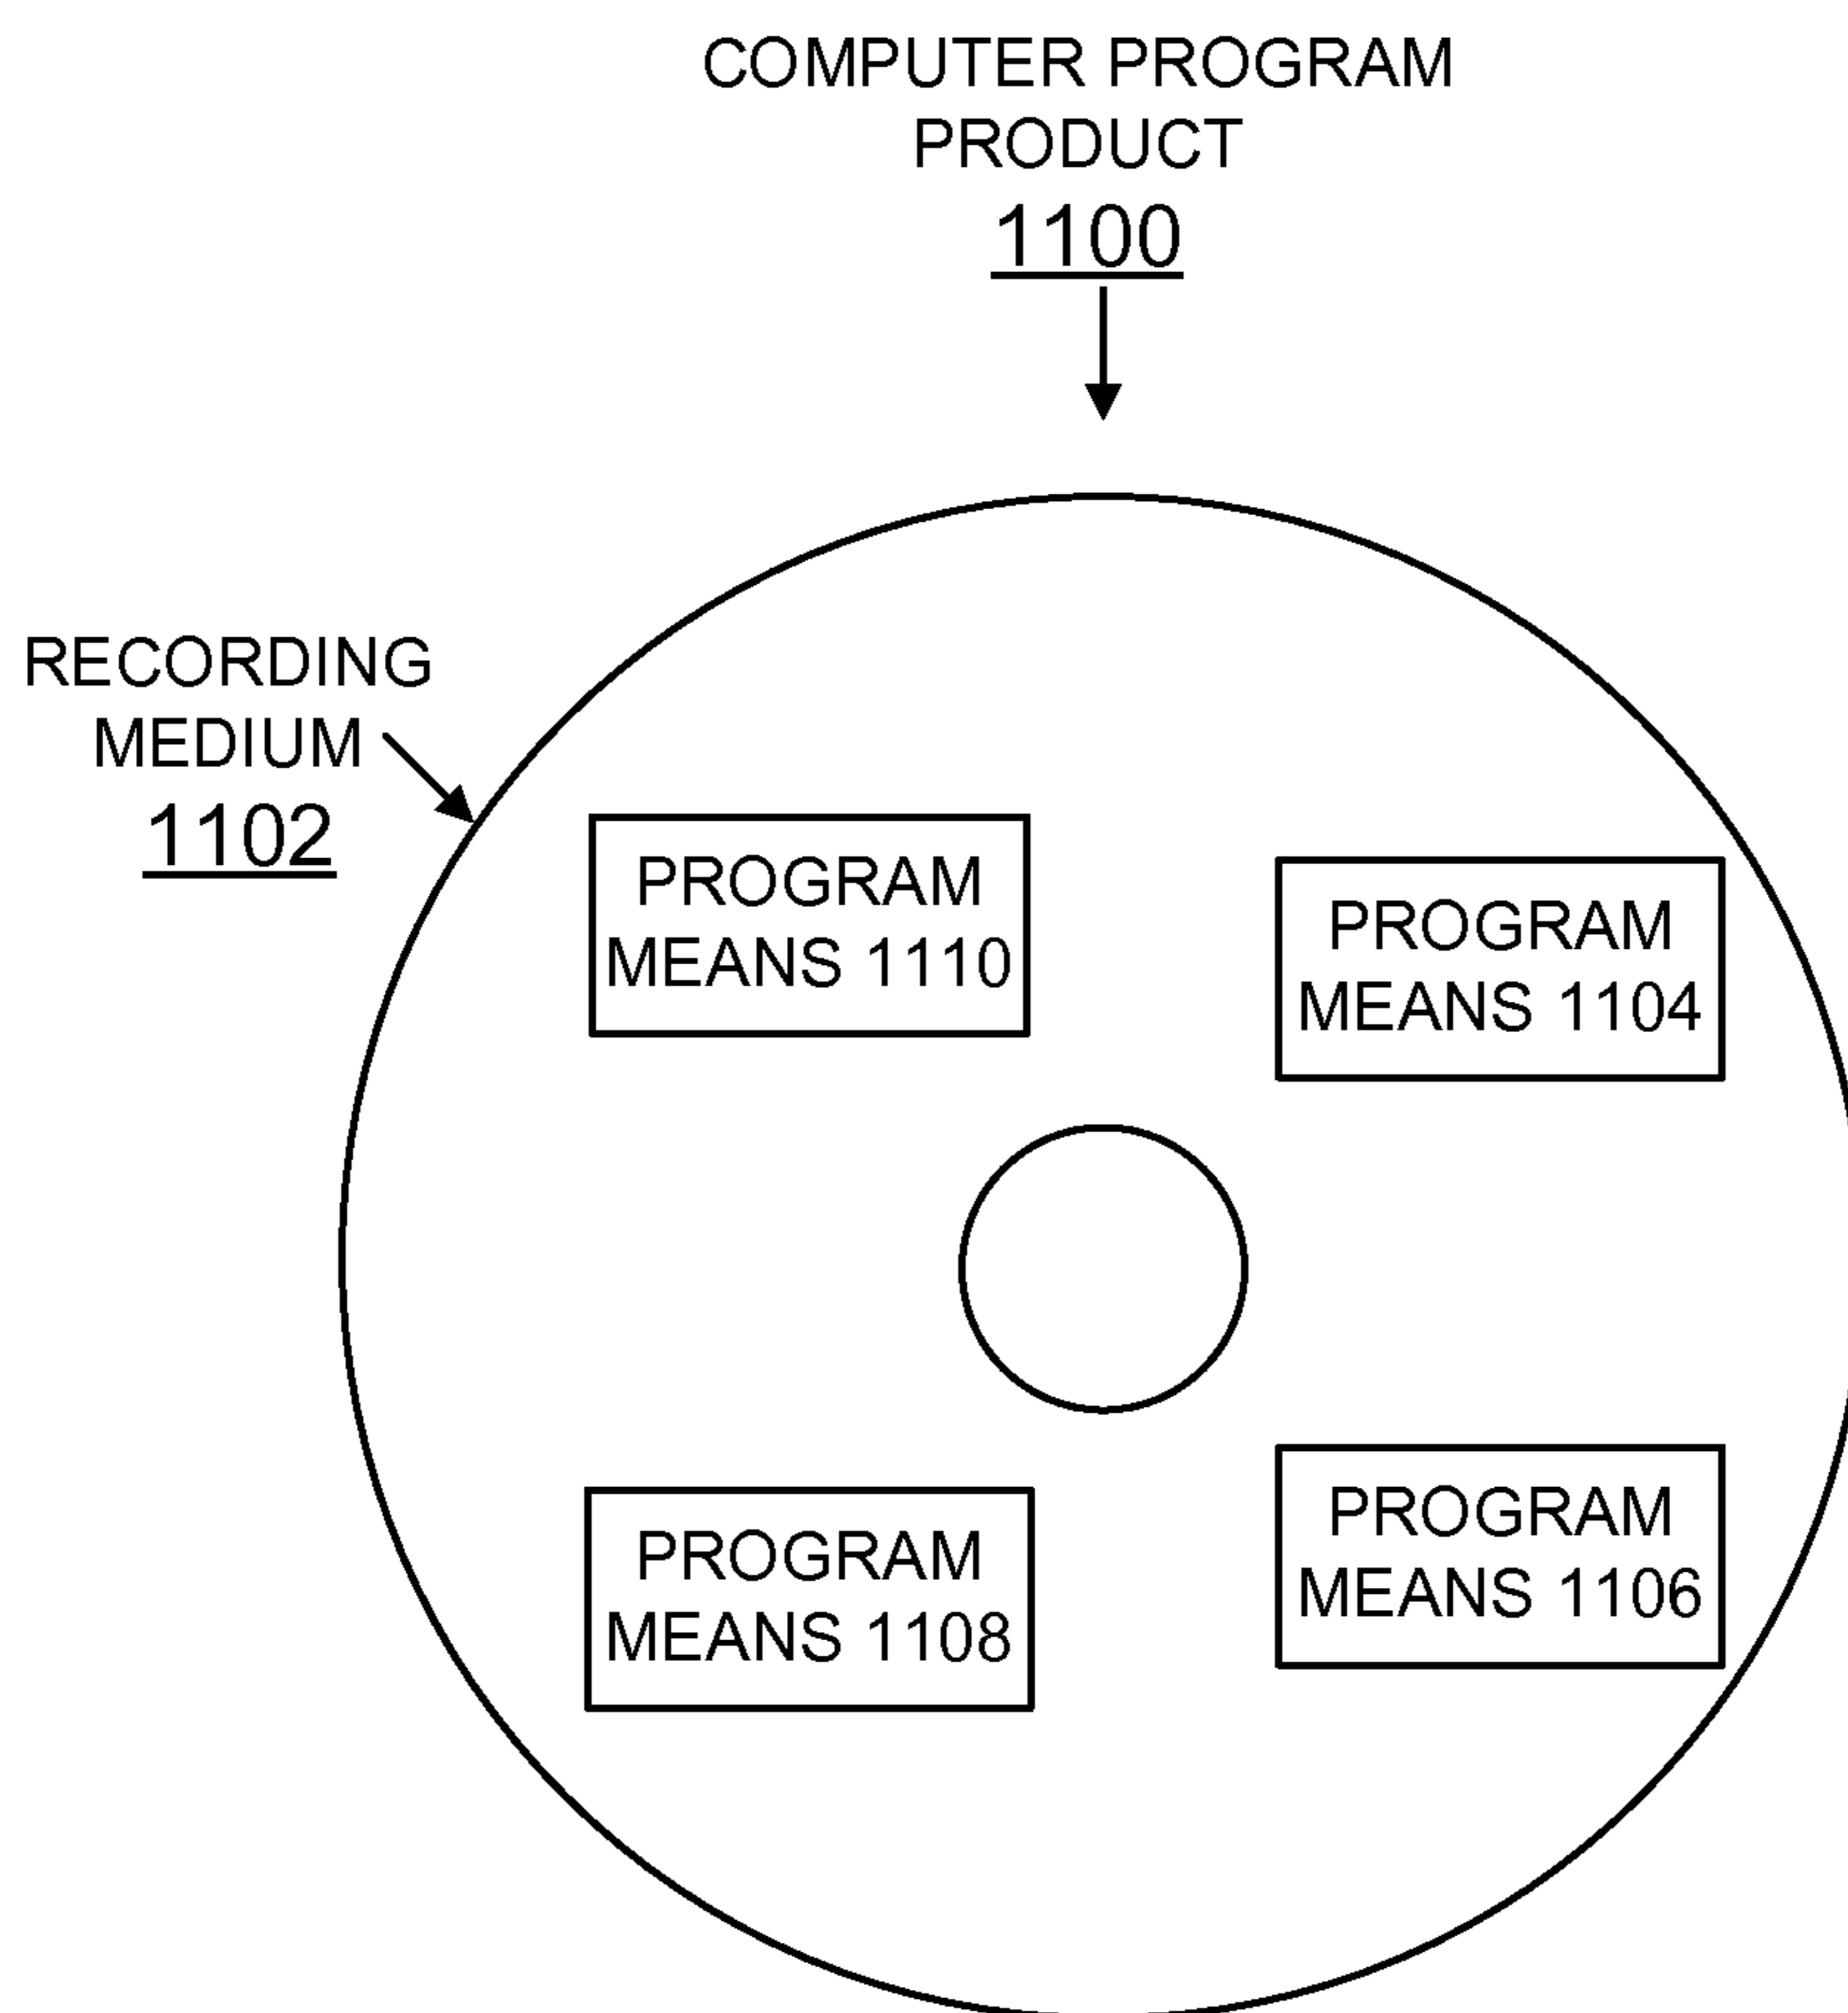 COMPUTER PROGRAM
PRODUCT
1100
RECORDING
MEDIUM
1102
PROGRAM
MEANS 1110
PROGRAM
MEANS 1104
PROGRAM
MEANS 1108
PROGRAM
MEANS 1106